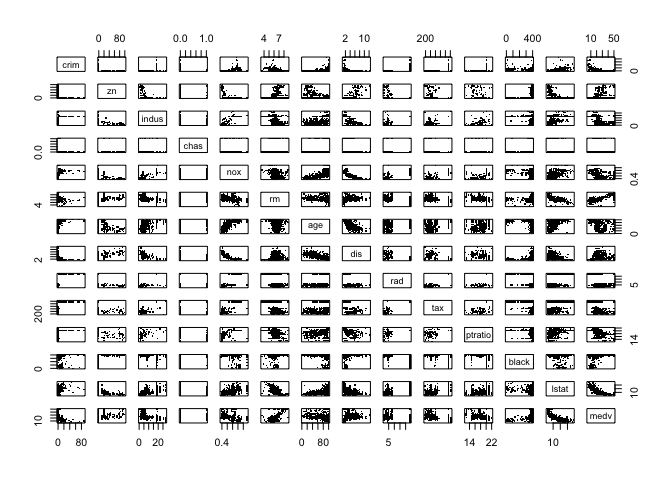 0 80 0.0 1.0 4 7 2 10 200 0 400 10 50
crim 0
0 zn
indus 0
0.0 chas
nox 0.4
4 rm
age 0
2 dis
rad 5
200 tax
ptratio 14
0 black
lstat 10
10 medv
0 80 0 20 0.4 0 80 5 14 22 10